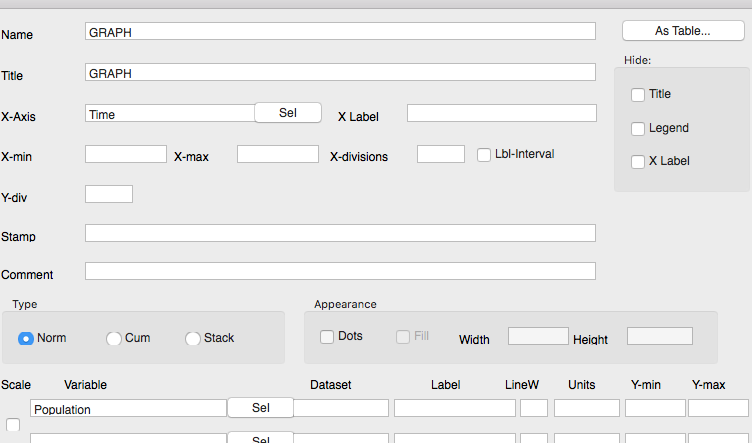 Name GRAPH As Table...
Hide:
Title GRAPH
Title
X-Axis Time Sel X Label
Legend
X-min X-max X-divisions Lbl-Interval
X Label
Y-div
Stamp
Comment
Type Appearance
Norm Cum Stack Dots Fill Width Height
Scale Variable Dataset Label LineW Units Y-min Y-max
Population Sel
Sel